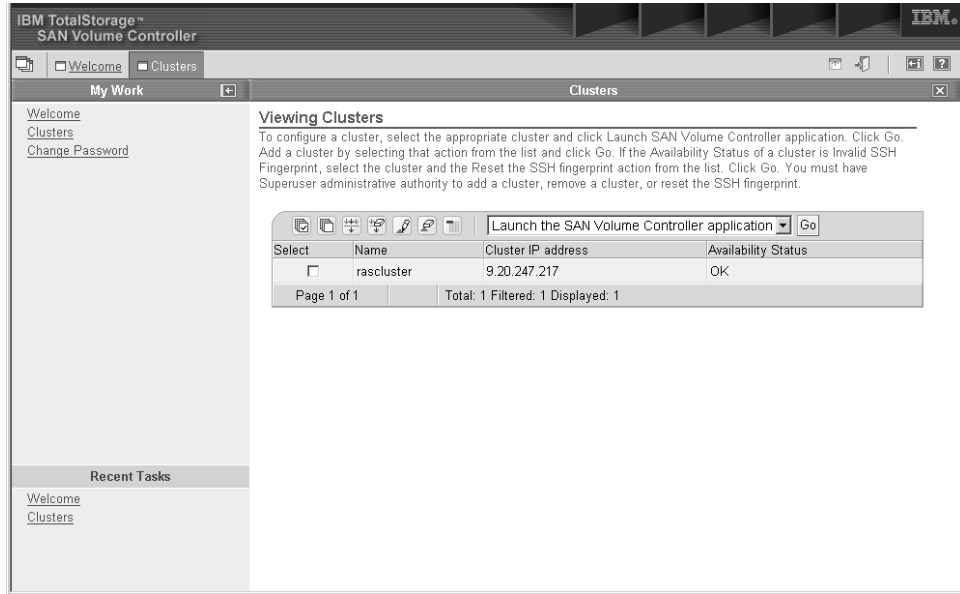 IBM TotalStorage™
SAN Volume Controller
IBM®
Welcome
Clusters
My Work
Clusters
Welcome
Clusters
Change Password
Viewing Clusters
To configure a cluster, select the appropriate cluster and click Launch SAN Volume Controller application. Click Go.
Add a cluster by selecting that action from the list and click Go. If the Availability Status of a cluster is Invalid SSH
Fingerprint, select the cluster and the Reset the SSH fingerprint action from the list. Click Go. You must have
Superuser administrative authority to add a cluster, remove a cluster, or reset the SSH fingerprint.
Launch the SAN Volume Controller application Go
Select Name Cluster IP address Availability Status
rascluster 9.20.247.217 OK
Page 1 of 1 Total: 1 Filtered: 1 Displayed: 1
Recent Tasks
Welcome
Clusters